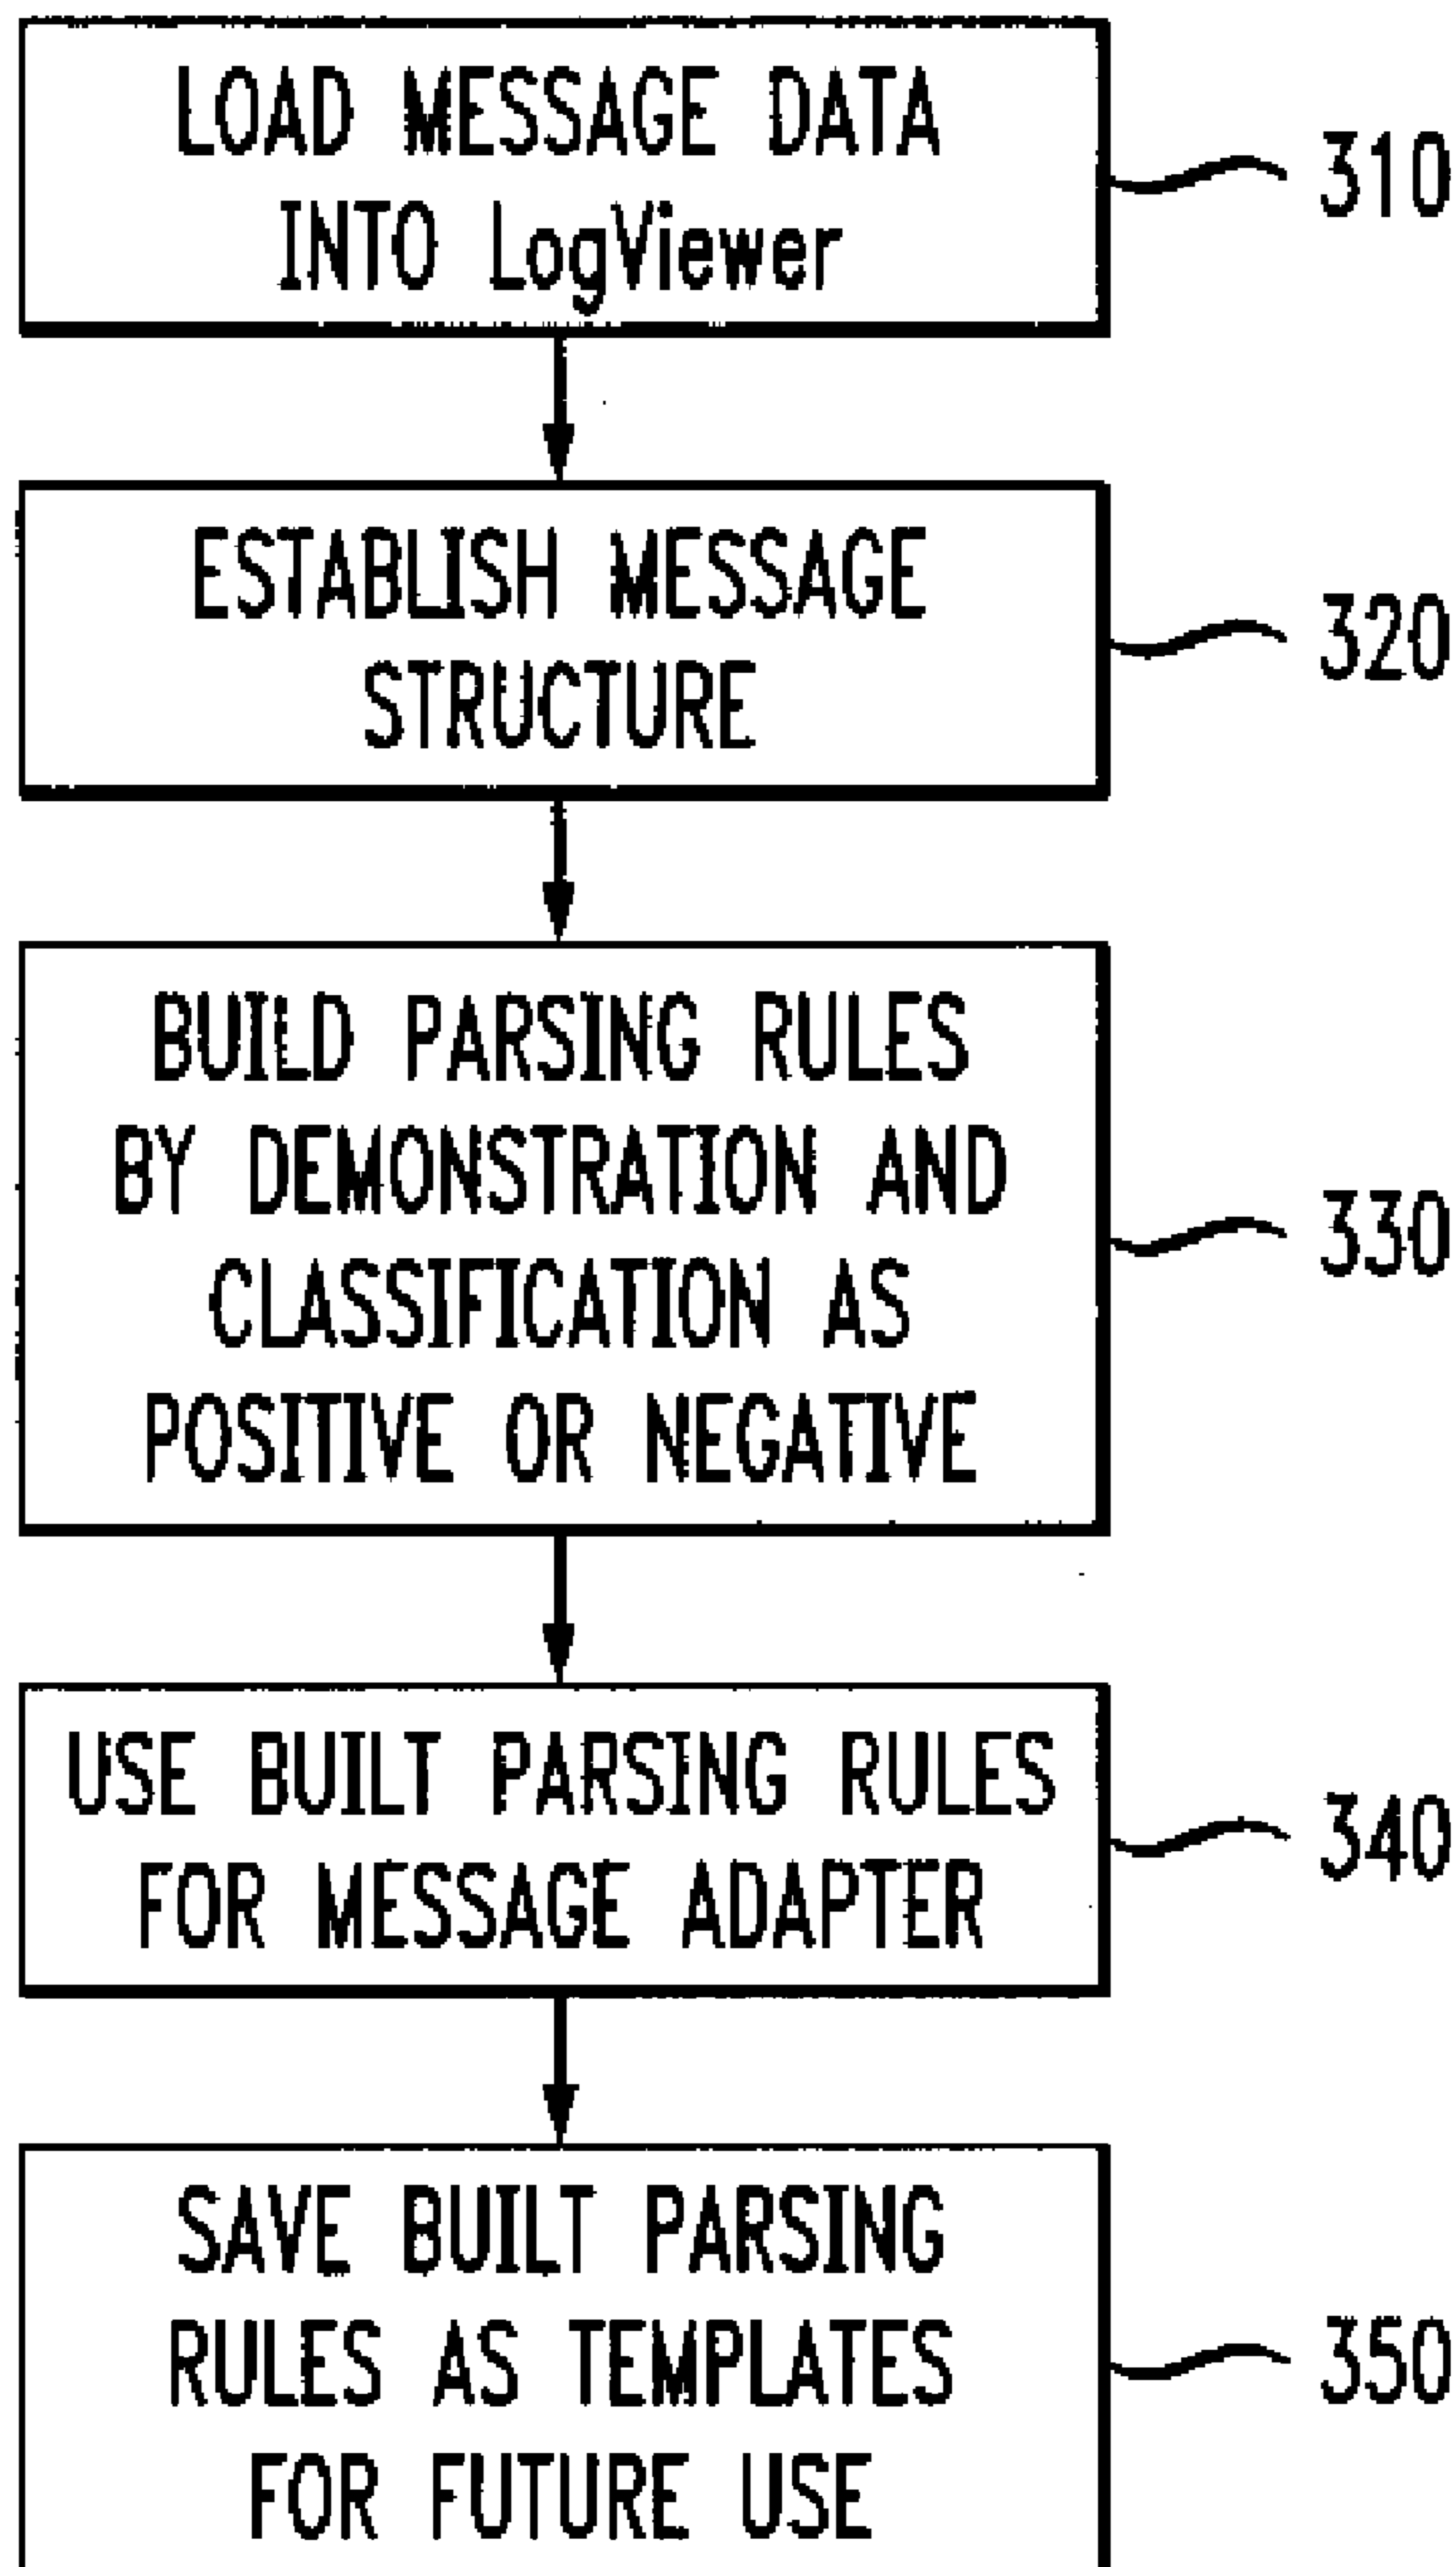 LOAD MESSAGE DATA
INTO LogViewer
310
ESTABLISH MESSAGE
STRUCTURE
320
BUILD PARSING RULES
BY DEMONSTRATION AND
CLASSIFICATION AS
POSITIVE OR NEGATIVE
330
USE BUILT PARSING RULES
FOR MESSAGE ADAPTER
340
SAVE BUILT PARSING
RULES AS TEMPLATES
FOR FUTURE USE
350